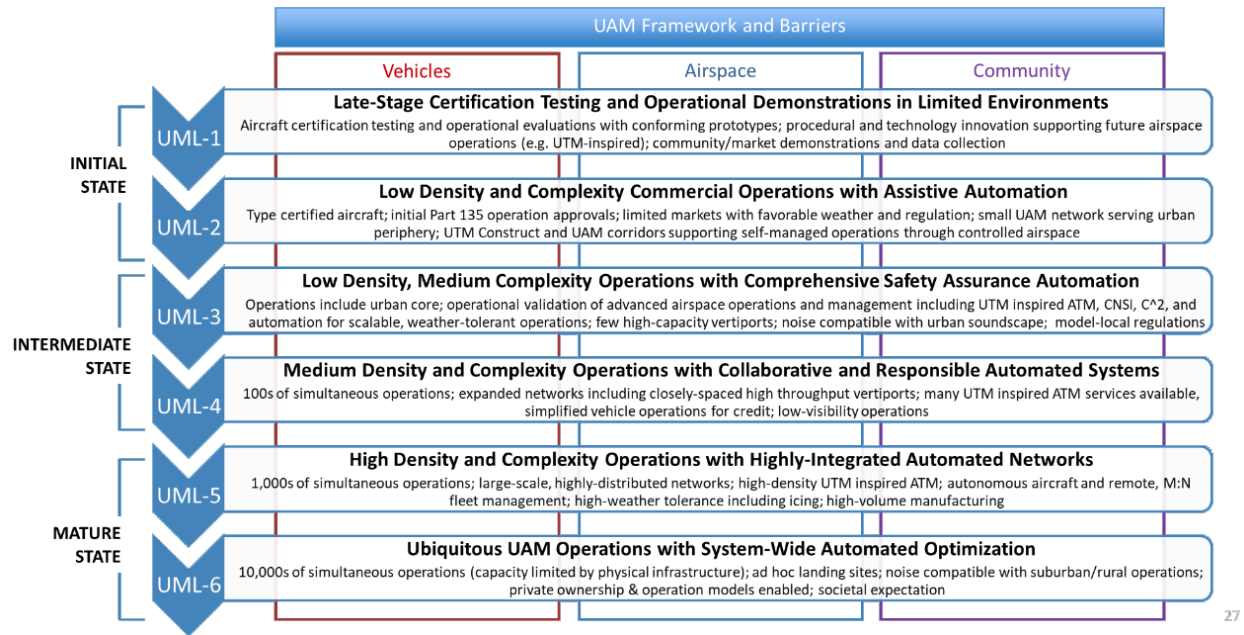 UAM Framework and Barriers
Vehicles
Airspace
Community
INITIAL
STATE
UML-1
Late-Stage Certification Testing and Operational Demonstrations in Limited Environments
Aircraft certification testing and operational evaluations with conforming prototypes; procedural and technology innovation supporting future airspace
operations (e.g. UTM-inspired); community/market demonstrations and data collection
UML-2
Low Density and Complexity Commercial Operations with Assistive Automation
Type certified aircraft; initial Part 135 operation approvals; limited markets with favorable weather and regulation; small UAM network serving urban
periphery; UTM Construct and UAM corridors supporting self-managed operations through controlled airspace
INTERMEDIATE
STATE
UML-3
Low Density, Medium Complexity Operations with Comprehensive Safety Assurance Automation
Operations include urban core; operational validation of advanced airspace operations and management including UTM inspired ATM, CNSI, C^2, and
automation for scalable, weather-tolerant operations; few high-capacity vertiports; noise compatible with urban soundscape; model-local regulations
UML-4
Medium Density and Complexity Operations with Collaborative and Responsible Automated Systems
100s of simultaneous operations; expanded networks including closely-spaced high throughput vertiports; many UTM inspired ATM services available,
simplified vehicle operations for credit; low-visibility operations
MATURE
STATE
UML-5
High Density and Complexity Operations with Highly-Integrated Automated Networks
1,000s of simultaneous operations; large-scale, highly-distributed networks; high-density UTM inspired ATM; autonomous aircraft and remote, M:N
fleet management; high-weather tolerance including icing; high-volume manufacturing
UML-6
Ubiquitous UAM Operations with System-Wide Automated Optimization
10,000s of simultaneous operations (capacity limited by physical infrastructure); ad hoc landing sites; noise compatible with suburban/rural operations;
private ownership & operation models enabled; societal expectation
27